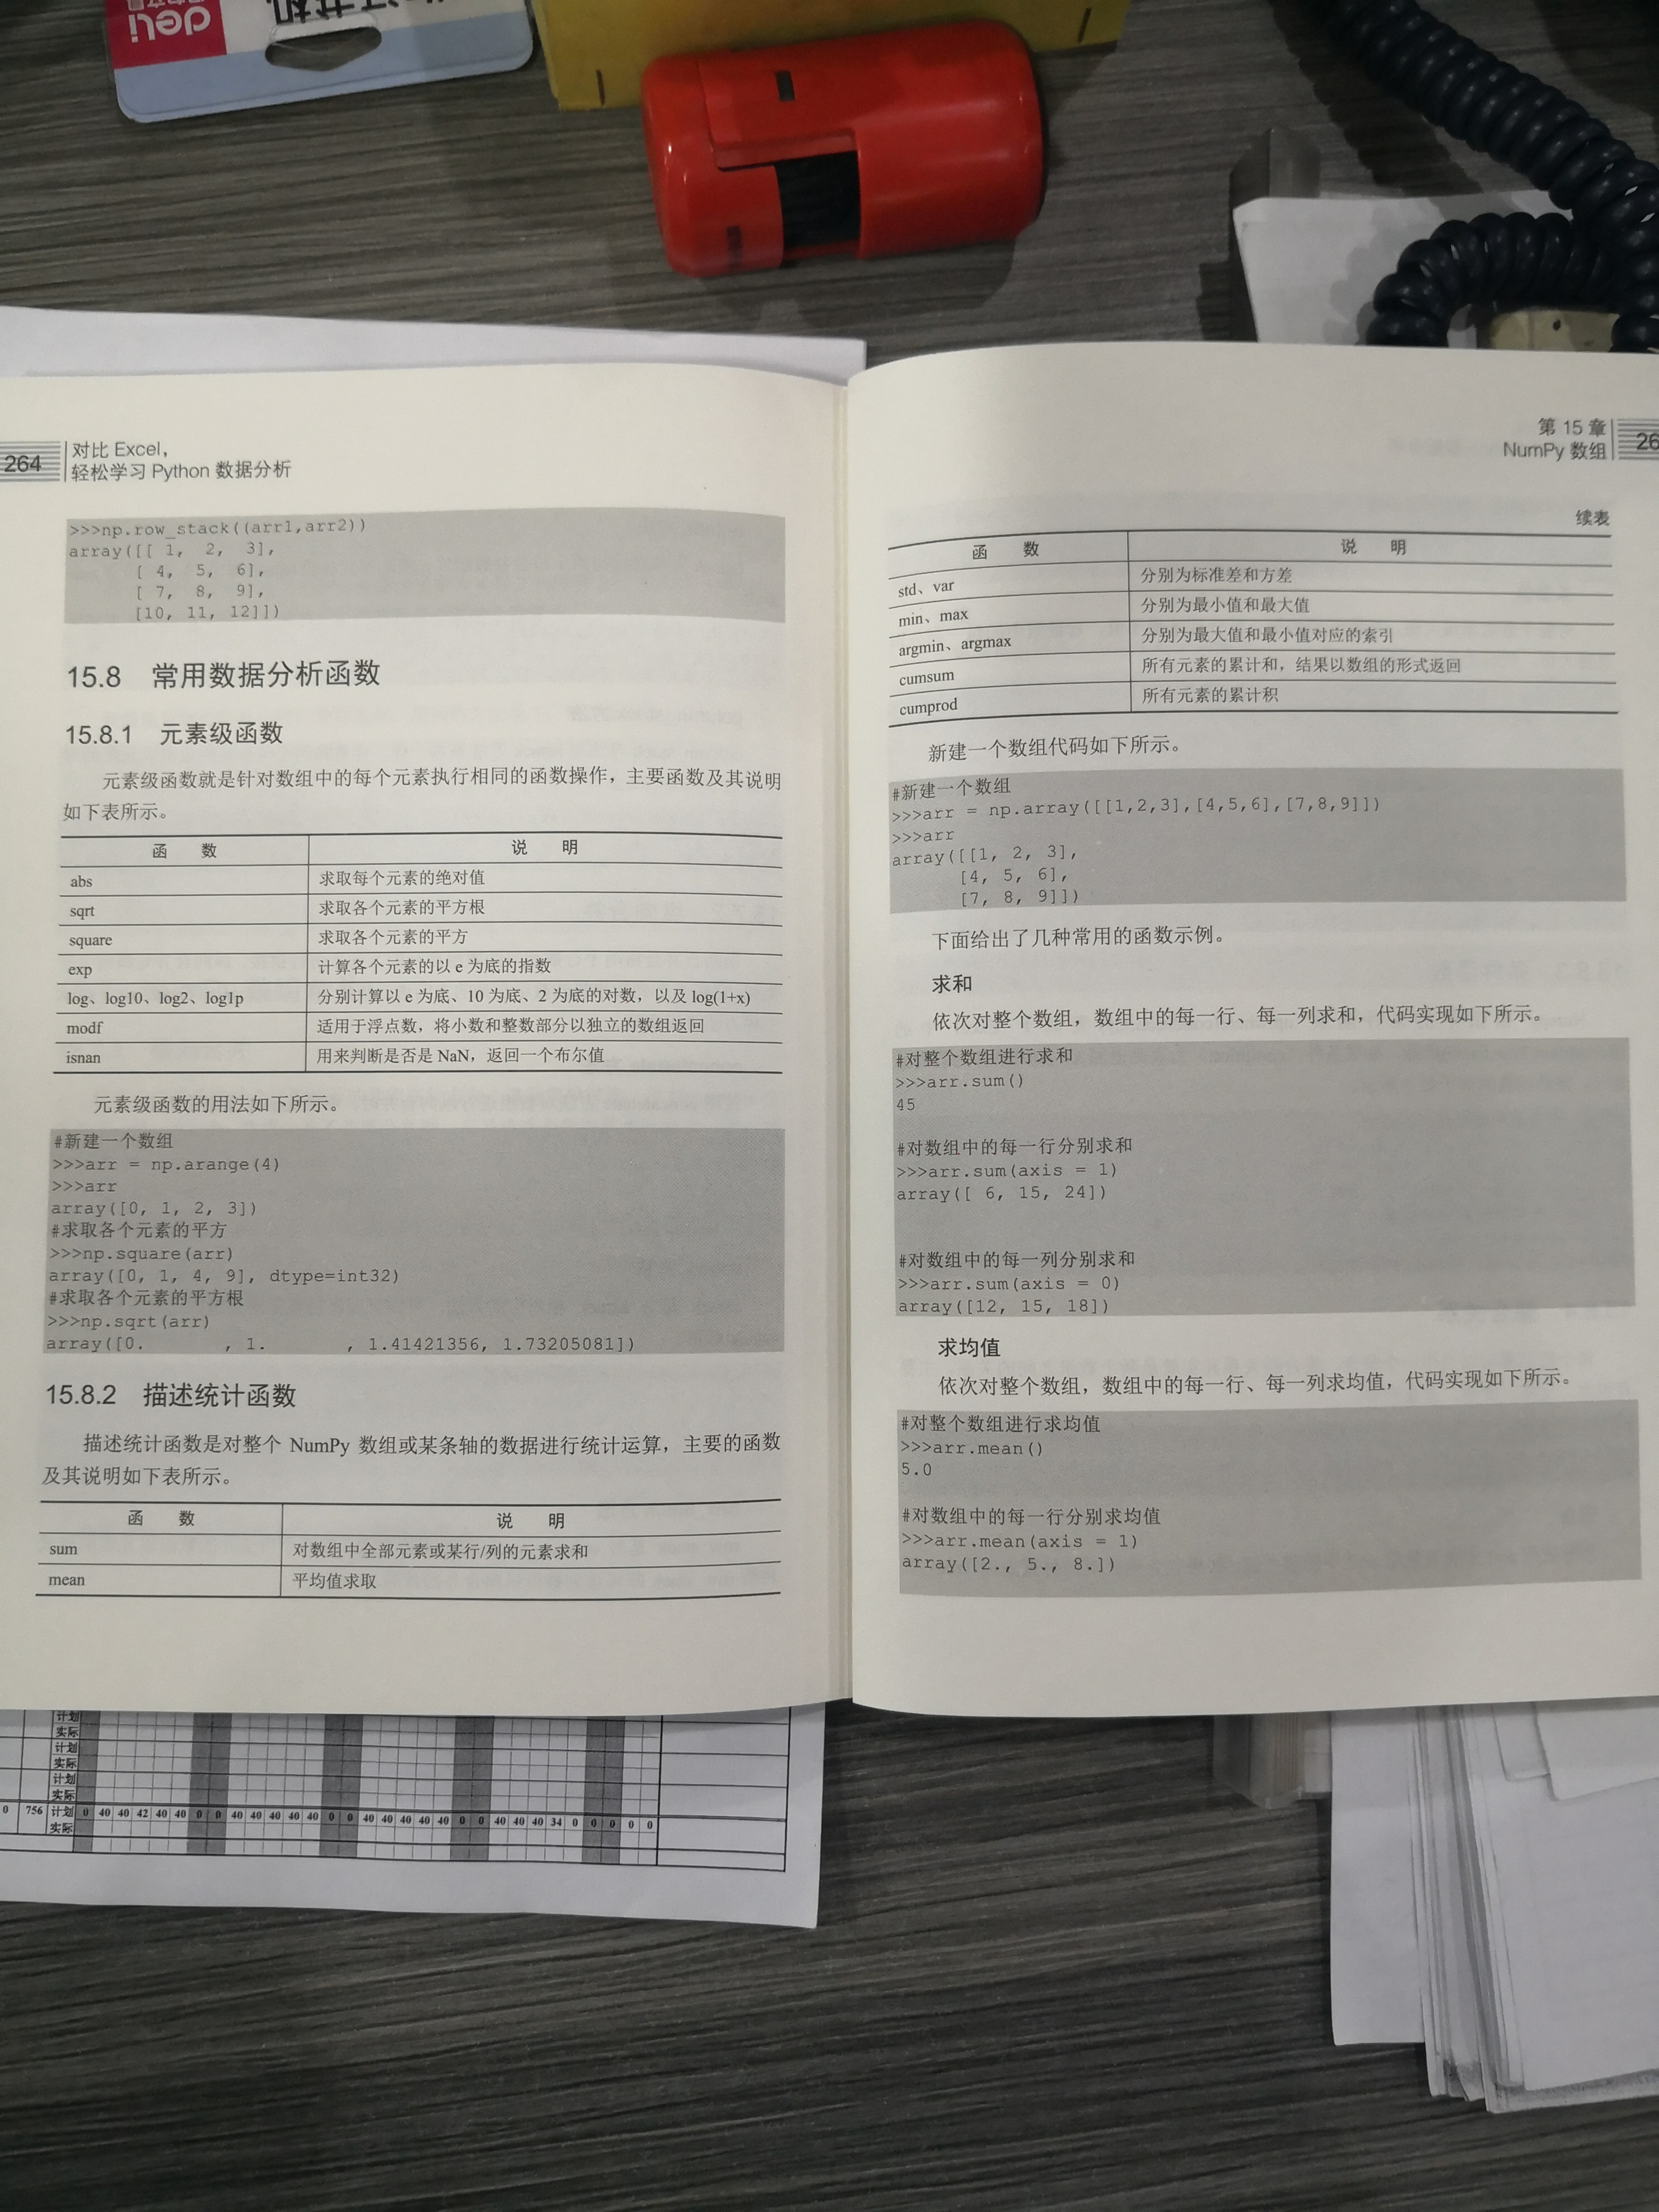 deli
264
对比 Excel，
轻松学习 Python 数据分析
>>>np.row_stack((arr1,arr2))
array([[ 1, 2, 3],
[ 4, 5, 6],
[ 7, 8, 9],
[10, 11, 12]])
15.8 常用数据分析函数
15.8.1 元素级函数
元素级函数就是针对数组中的每个元素执行相同的函数操作，主要函数及其说明
如下表所示。
函 数 说 明
abs 求取每个元素的绝对值
sqrt 求取各个元素的平方根
square 求取各个元素的平方
exp 计算各个元素的以 e 为底的指数
log、log10、log2、log1p 分别计算以 e 为底、10 为底、2 为底的对数，以及 log(1+x)
modf 适用于浮点数，将小数和整数部分以独立的数组返回
isnan 用来判断是否是 NaN，返回一个布尔值
元素级函数的用法如下所示。
#新建一个数组
>>>arr = np.arange(4)
>>>arr
array([0, 1, 2, 3])
#求取各个元素的平方
>>>np.square(arr)
array([0, 1, 4, 9], dtype=int32)
#求取各个元素的平方根
>>>np.sqrt(arr)
array([0. , 1. , 1.41421356, 1.73205081])
15.8.2 描述统计函数
描述统计函数是对整个 NumPy 数组或某条轴的数据进行统计运算，主要的函数
及其说明如下表所示。
函 数 说 明
sum 对数组中全部元素或某行/列的元素求和
mean 平均值求取
第 15 章
NumPy 数组
26
续表
函 数 说 明
std、var 分别为标准差和方差
min、max 分别为最小值和最大值
argmin、argmax 分别为最大值和最小值对应的索引
cumsum 所有元素的累计和，结果以数组的形式返回
cumprod 所有元素的累计积
新建一个数组代码如下所示。
#新建一个数组
>>>arr = np.array([[1,2,3],[4,5,6],[7,8,9]])
>>>arr
array([[1, 2, 3],
[4, 5, 6],
[7, 8, 9]])
下面给出了几种常用的函数示例。
求和
依次对整个数组，数组中的每一行、每一列求和，代码实现如下所示。
#对整个数组进行求和
>>>arr.sum()
45
#对数组中的每一行分别求和
>>>arr.sum(axis = 1)
array([ 6, 15, 24])
#对数组中的每一列分别求和
>>>arr.sum(axis = 0)
array([12, 15, 18])
求均值
依次对整个数组，数组中的每一行、每一列求均值，代码实现如下所示。
#对整个数组进行求均值
>>>arr.mean()
5.0
#对数组中的每一行分别求均值
>>>arr.mean(axis = 1)
array([2., 5., 8.])
计划
实际
计划
实际
计划
实际
0 756 计划 0 40 40 42 40 40 0 0 40 40 40 40 40 0 0 40 40 40 40 40 0 0 40 40 40 34 0 0 0 0 0
实际